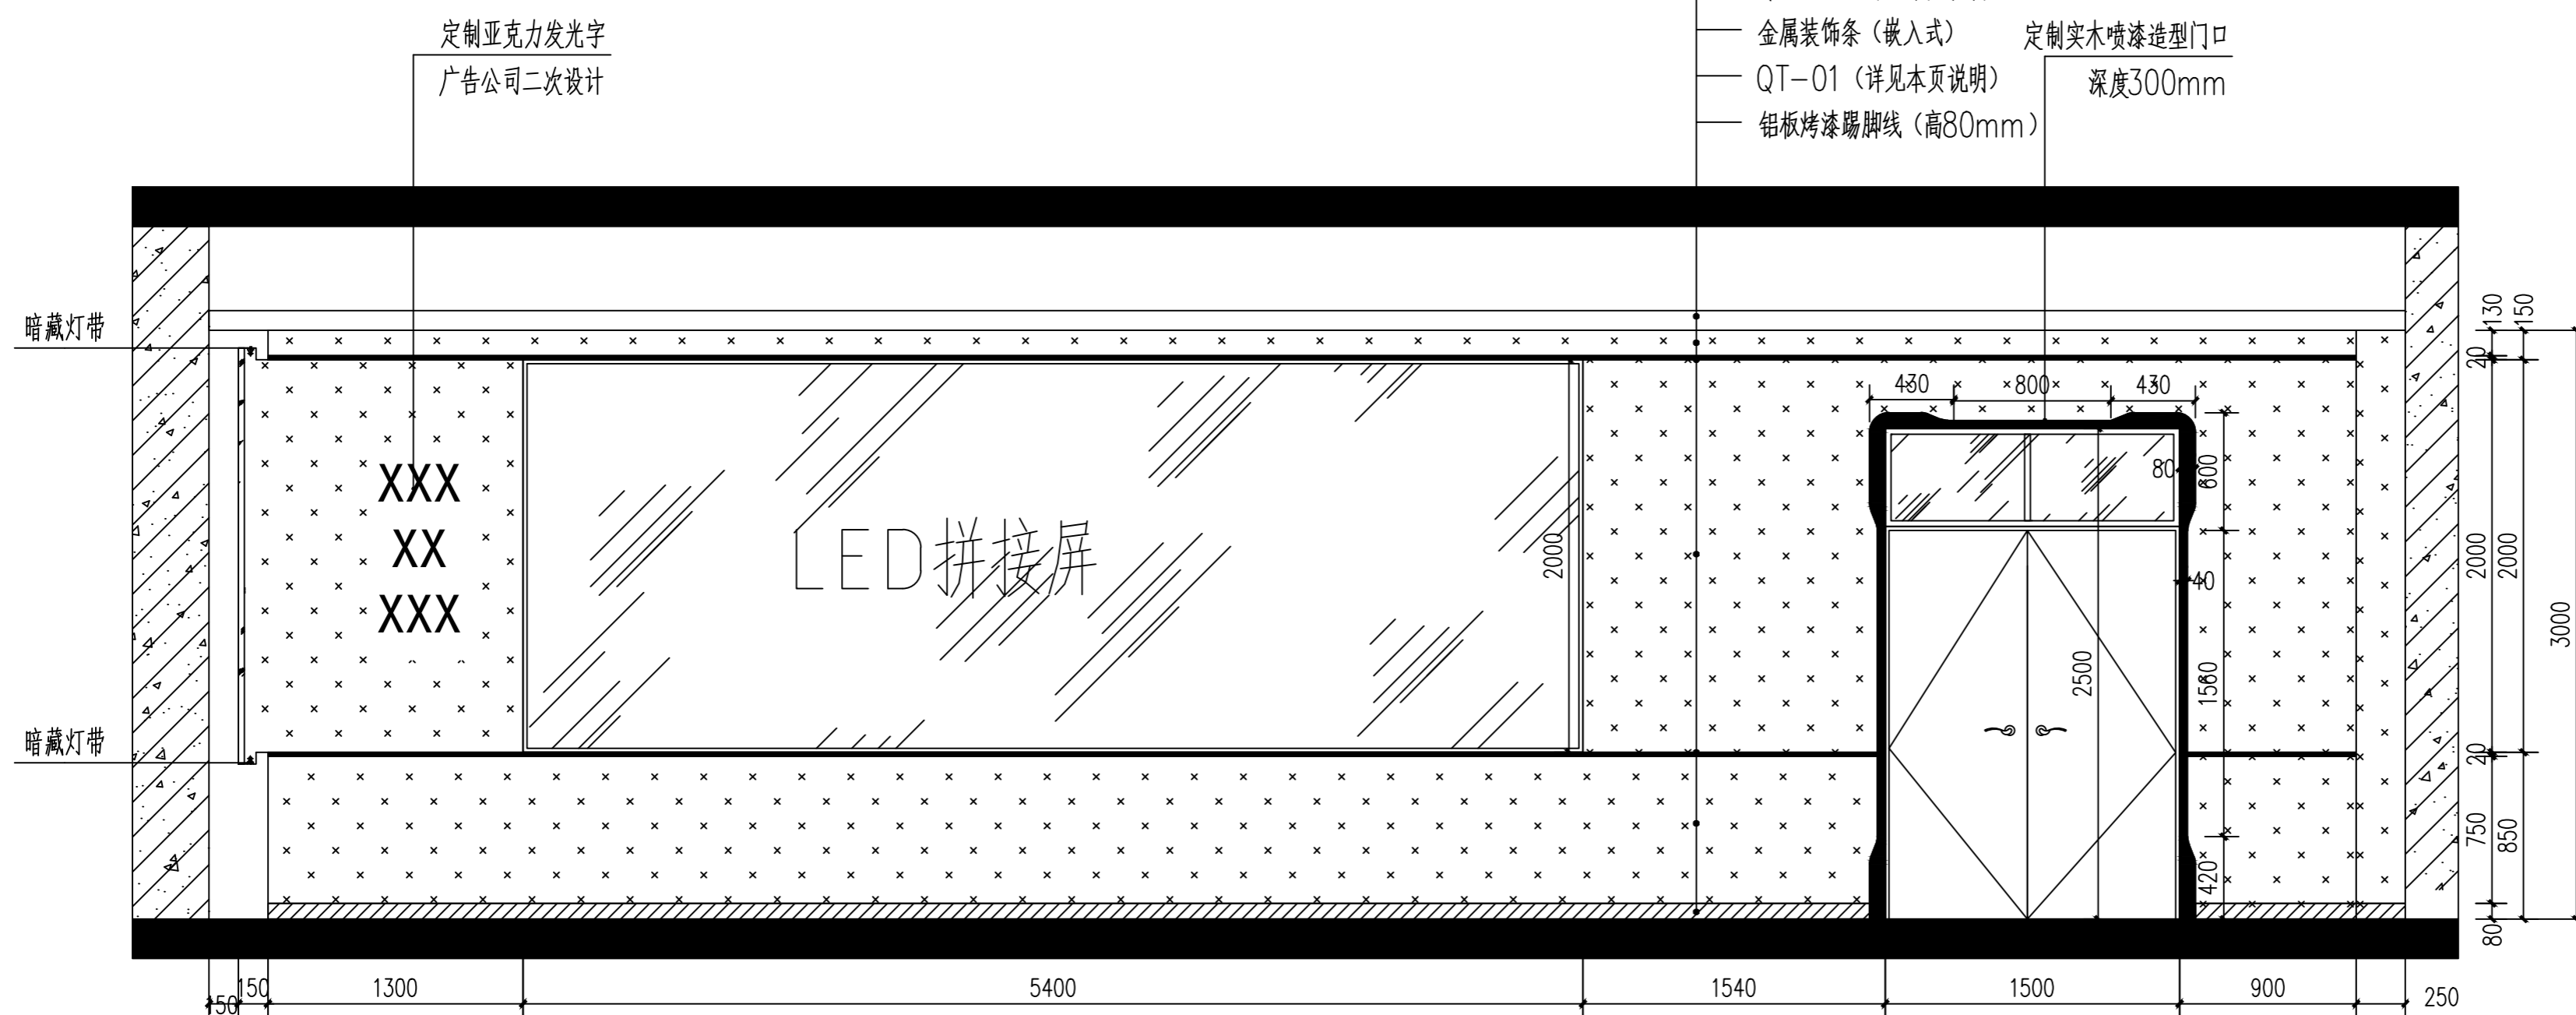 定制亚克力发光字
广告公司二次设计
金属装饰条（嵌入式）
QT-01（详见本页说明）
铝板烤漆踢脚线（高80mm）
定制实木喷漆造型门口
深度300mm
暗藏灯带
暗藏灯带
XXX
XX
XXX
LED拼接屏
2000
430
800
430
80
600
40
2500
1560
420
130
150
20
2000
2000
3000
20
750
850
80
150
150
1300
5400
1540
1500
900
250